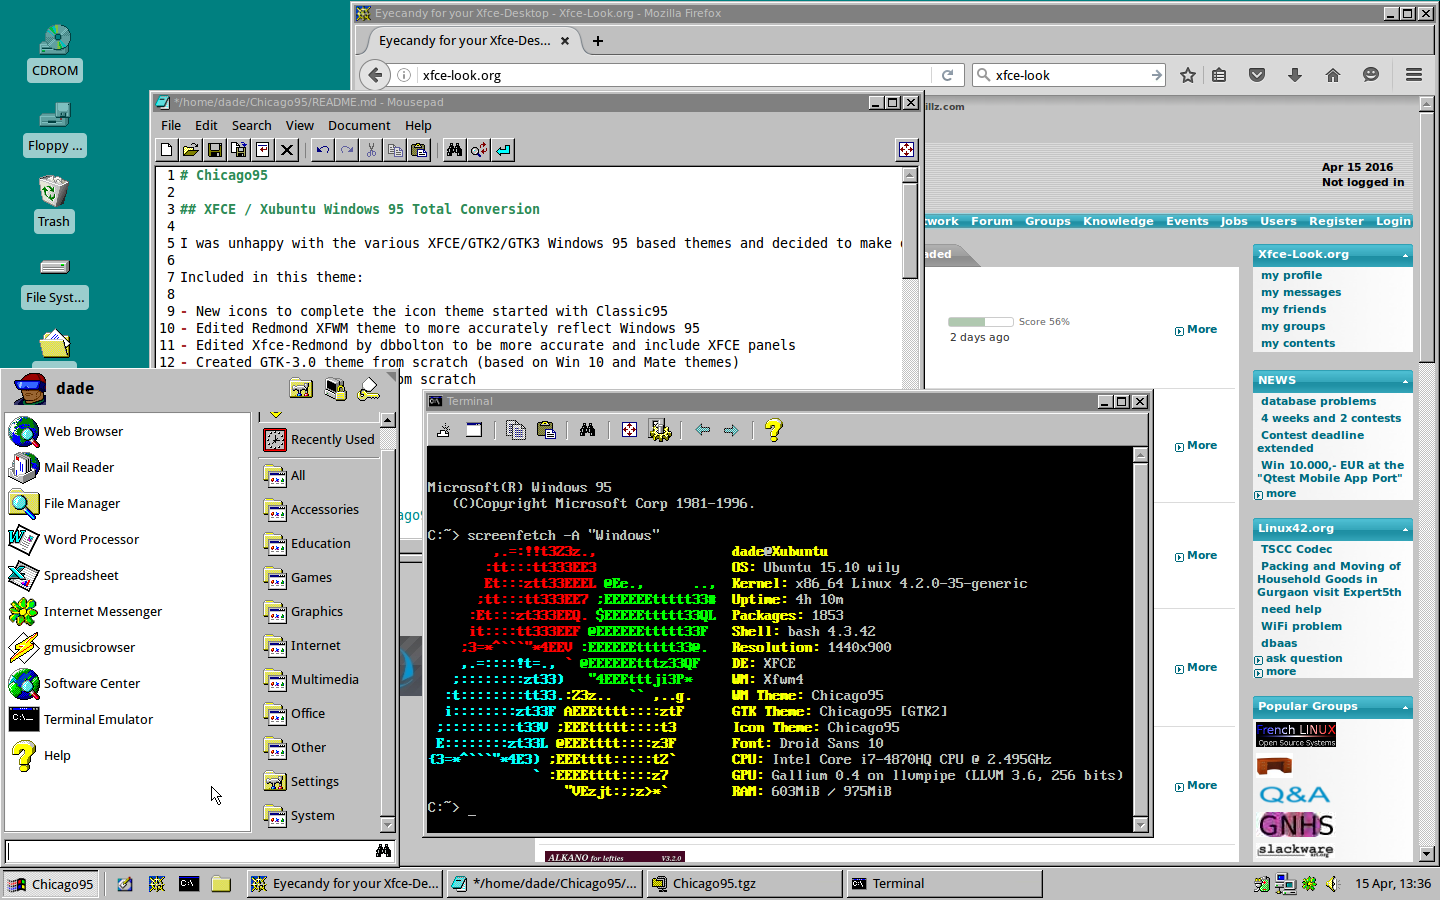 CDROM
Floppy ...
Trash
File Syst...
Eyecandy for your Xfce-Desktop - Xfce-Look.org - Mozilla Firefox
Eyecandy for your Xfce-Des...
xfce-look.org
xfce-look
illz.com
Apr 15 2016
Not logged in
twork Forum Groups Knowledge Events Jobs Users Register Login
aded
Score 56%
2 days ago
More
More
More
More
More
Xfce-Look.org
my profile
my messages
my friends
my groups
my contents
NEWS
database problems
4 weeks and 2 contests
Contest deadline
extended
Win 10.000,- EUR at the
"Qtest Mobile App Port"
more
Linux42.org
TSCC Codec
Packing and Moving of
Household Goods in
Gurgaon visit Expert5th
need help
WiFi problem
dbaas
ask question
more
Popular Groups
French LINUX
Open Source Systems
Q&A
GNHS
slackware
ALKANO for lefties V3.2.0
*/home/dade/Chicago95/README.md - Mousepad
File Edit Search View Document Help
1 # Chicago95
2
3 ## XFCE / Xubuntu Windows 95 Total Conversion
4
5 I was unhappy with the various XFCE/GTK2/GTK3 Windows 95 based themes and decided to make
6
7 Included in this theme:
8
9 - New icons to complete the icon theme started with Classic95
10 - Edited Redmond XFWM theme to more accurately reflect Windows 95
11 - Edited Xfce-Redmond by dbbolton to be more accurate and include XFCE panels
12 - Created GTK-3.0 theme from scratch (based on Win 10 and Mate themes)
om scratch
ago9
dade
Web Browser
Mail Reader
File Manager
Word Processor
Spreadsheet
Internet Messenger
gmusicbrowser
Software Center
Terminal Emulator
Help
Recently Used
All
Accessories
Education
Games
Graphics
Internet
Multimedia
Office
Other
Settings
System
Terminal
Microsoft(R) Windows 95
(C)Copyright Microsoft Corp 1981-1996.
C:~> screenfetch -A "Windows"
dade@Xubuntu
OS: Ubuntu 15.10 wily
Kernel: x86_64 Linux 4.2.0-35-generic
Uptime: 4h 10m
Packages: 1853
Shell: bash 4.3.42
Resolution: 1440x900
DE: XFCE
WM: Xfwm4
WM Theme: Chicago95
GTK Theme: Chicago95 [GTK2]
Icon Theme: Chicago95
Font: Droid Sans 10
CPU: Intel Core i7-4870HQ CPU @ 2.495GHz
GPU: Gallium 0.4 on llvmpipe (LLVM 3.6, 256 bits)
RAM: 603MiB / 975MiB
C:~> _
Chicago95
Eyecandy for your Xfce-De...
*/home/dade/Chicago95/...
Chicago95.tgz
Terminal
15 Apr, 13:36